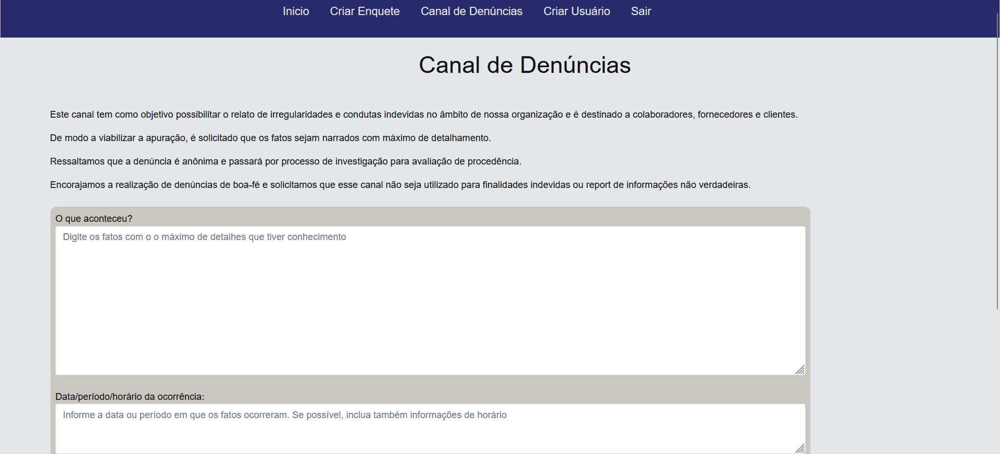 Inicio Criar Enquete Canal de Denúncias Criar Usuário Sair
Canal de Denúncias
Este canal tem como objetivo possibilitar o relato de irregularidades e condutas indevidas no âmbito de nossa organização e é destinado a colaboradores, fornecedores e clientes.
De modo a viabilizar a apuração, é solicitado que os fatos sejam narrados com máximo de detalhamento.
Ressaltamos que a denúncia é anônima e passará por processo de investigação para avaliação de procedência.
Encorajamos a realização de denúncias de boa-fé e solicitamos que esse canal não seja utilizado para finalidades indevidas ou report de informações não verdadeiras.
O que aconteceu?
Digite os fatos com o o máximo de detalhes que tiver conhecimento
Data/período/horário da ocorrência:
Informe a data ou período em que os fatos ocorreram. Se possível, inclua também informações de horário